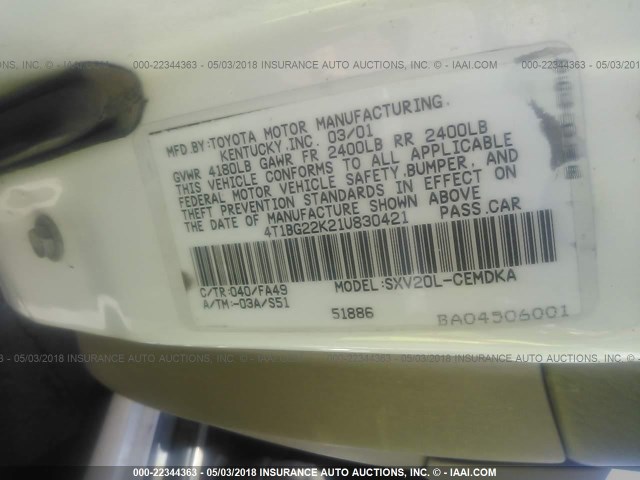 000-22344363 - 05/03/2018 INSURANCE AUTO AUCTIONS, INC. - © IAAI.COM
MFD.BY:TOYOTA MOTOR MANUFACTURING.
KENTUCKY,INC. 03/01
GVWR 4180LB GAWR FR 2400LB RR 2400LB
THIS VEHICLE CONFORMS TO ALL APPLICABLE
FEDERAL MOTOR VEHICLE SAFETY,BUMPER, AND
THEFT PREVENTION STANDARDS IN EFFECT ON
THE DATE OF MANUFACTURE SHOWN ABOVE
4T1BG22K21U830421 PASS.CAR
C/TR:040/FA49 MODEL:SXV20L-CEMDKA
A/TM:-03A/S51 51886 BA04506001
000-22344363 - 05/03/2018 INSURANCE AUTO AUCTIONS, INC. - © IAAI.COM
000-22344363 - 05/03/2018 INSURANCE AUTO AUCTIONS, INC. - © IAAI.COM